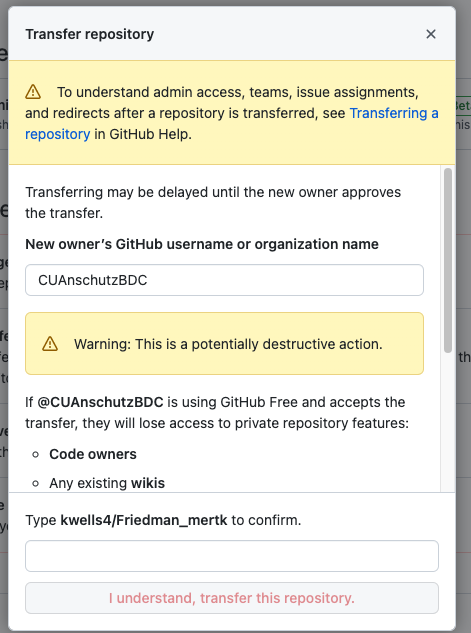 Transfer repository
To understand admin access, teams, issue assignments,
and redirects after a repository is transferred, see Transferring a
repository in GitHub Help.
Transferring may be delayed until the new owner approves
the transfer.
New owner's GitHub username or organization name
CUAnschutzBDC
Warning: This is a potentially destructive action.
If @CUAnschutzBDC is using GitHub Free and accepts the
transfer, they will lose access to private repository features:
Code owners
Any existing wikis
Type kwells4/Friedman_mertk to confirm.
I understand, transfer this repository.